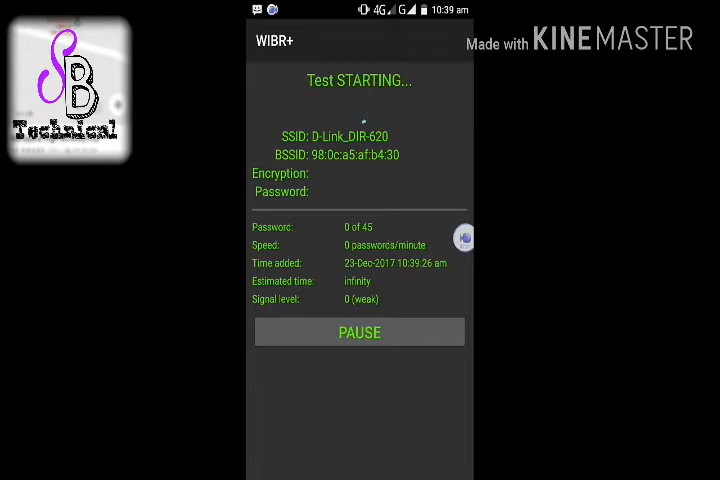 4G G 10:39 am
WIBR+
Made with KINEMASTER
SB
Technical
Test STARTING...
SSID: D-Link_DIR-620
BSSID: 98:0c:a5:af:b4:30
Encryption:
Password:
Password: 0 of 45
Speed: 0 passwords/minute
Time added: 23-Dec-2017 10:39:26 am
Estimated time: infinity
Signal level: 0 (weak)
PAUSE